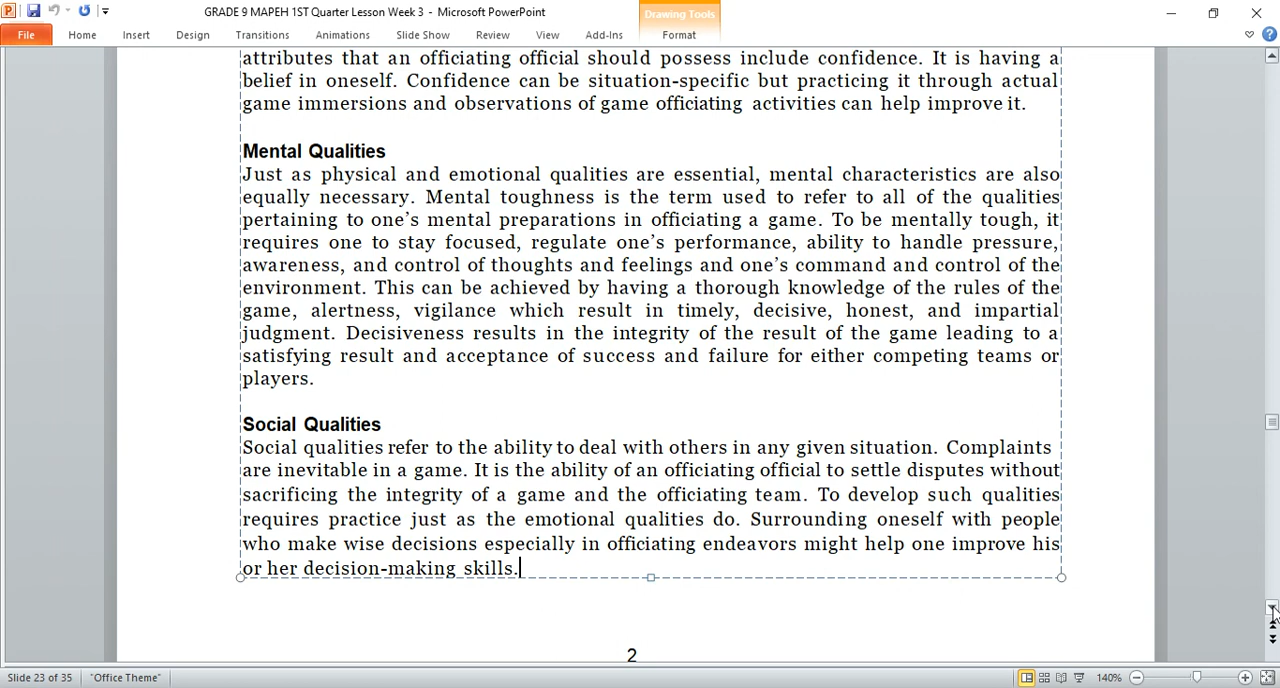 GRADE 9 MAPEH 1ST Quarter Lesson Week 3 - Microsoft PowerPoint
Drawing Tools
File Home Insert Design Transitions Animations Slide Show Review View Add-Ins Format
attributes that an officiating official should possess include confidence. It is having a
belief in oneself. Confidence can be situation-specific but practicing it through actual
game immersions and observations of game officiating activities can help improve it.
Mental Qualities
Just as physical and emotional qualities are essential, mental characteristics are also
equally necessary. Mental toughness is the term used to refer to all of the qualities
pertaining to one's mental preparations in officiating a game. To be mentally tough, it
requires one to stay focused, regulate one's performance, ability to handle pressure,
awareness, and control of thoughts and feelings and one's command and control of the
environment. This can be achieved by having a thorough knowledge of the rules of the
game, alertness, vigilance which result in timely, decisive, honest, and impartial
judgment. Decisiveness results in the integrity of the result of the game leading to a
satisfying result and acceptance of success and failure for either competing teams or
players.
Social Qualities
Social qualities refer to the ability to deal with others in any given situation. Complaints
are inevitable in a game. It is the ability of an officiating official to settle disputes without
sacrificing the integrity of a game and the officiating team. To develop such qualities
requires practice just as the emotional qualities do. Surrounding oneself with people
who make wise decisions especially in officiating endeavors might help one improve his
or her decision-making skills.
2
Slide 23 of 35 "Office Theme" 140%